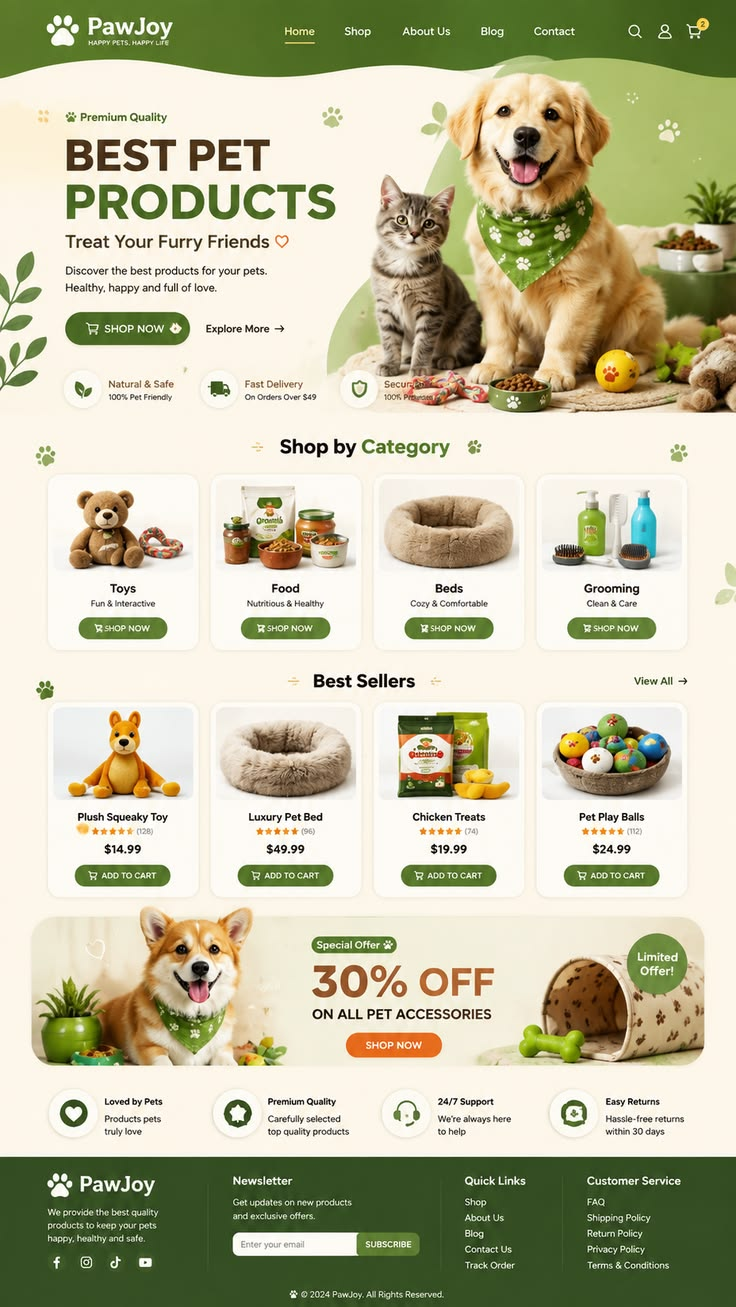 PawJoy
HAPPY PETS. HAPPY LIFE
Home
Shop
About Us
Blog
Contact
2
Premium Quality
BEST PET
PRODUCTS
Treat Your Furry Friends
Discover the best products for your pets.
Healthy, happy and full of love.
SHOP NOW
Explore More →
Natural & Safe
100% Pet Friendly
Fast Delivery
On Orders Over $49
100%
Shop by Category
Toys
Fun & Interactive
SHOP NOW
Food
Nutritious & Healthy
SHOP NOW
Beds
Cozy & Comfortable
SHOP NOW
Grooming
Clean & Care
SHOP NOW
Best Sellers
View All →
Plush Squeaky Toy
(128)
$14.99
ADD TO CART
Luxury Pet Bed
(96)
$49.99
ADD TO CART
Chicken Treats
(74)
$19.99
ADD TO CART
Pet Play Balls
(112)
$24.99
ADD TO CART
Special Offer
30% OFF
ON ALL PET ACCESSORIES
SHOP NOW
Limited
Offer!
Loved by Pets
Products pets
truly love
Premium Quality
Carefully selected
top quality products
24/7 Support
We're always here
to help
Easy Returns
Hassle-free returns
within 30 days
PawJoy
We provide the best quality
products to keep your pets
happy, healthy and safe.
Newsletter
Get updates on new products
and exclusive offers.
Enter your email
SUBSCRIBE
Quick Links
Shop
About Us
Blog
Contact Us
Track Order
Customer Service
FAQ
Shipping Policy
Return Policy
Privacy Policy
Terms & Conditions
© 2024 PawJoy. All Rights Reserved.